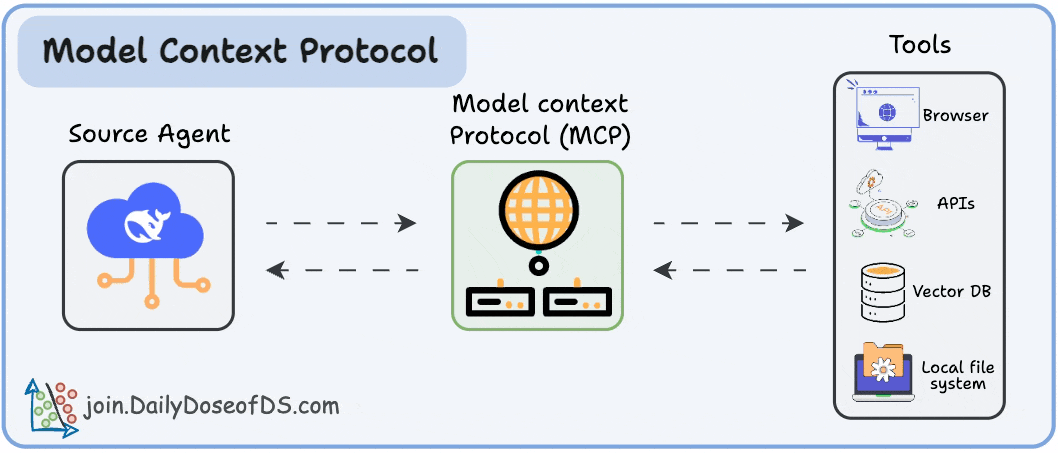 Model Context Protocol
Tools
Model context
Protocol (MCP)
Source Agent
Browser
APIs
API
Vector DB
Local file
system
join.DailyDoseofDS.com